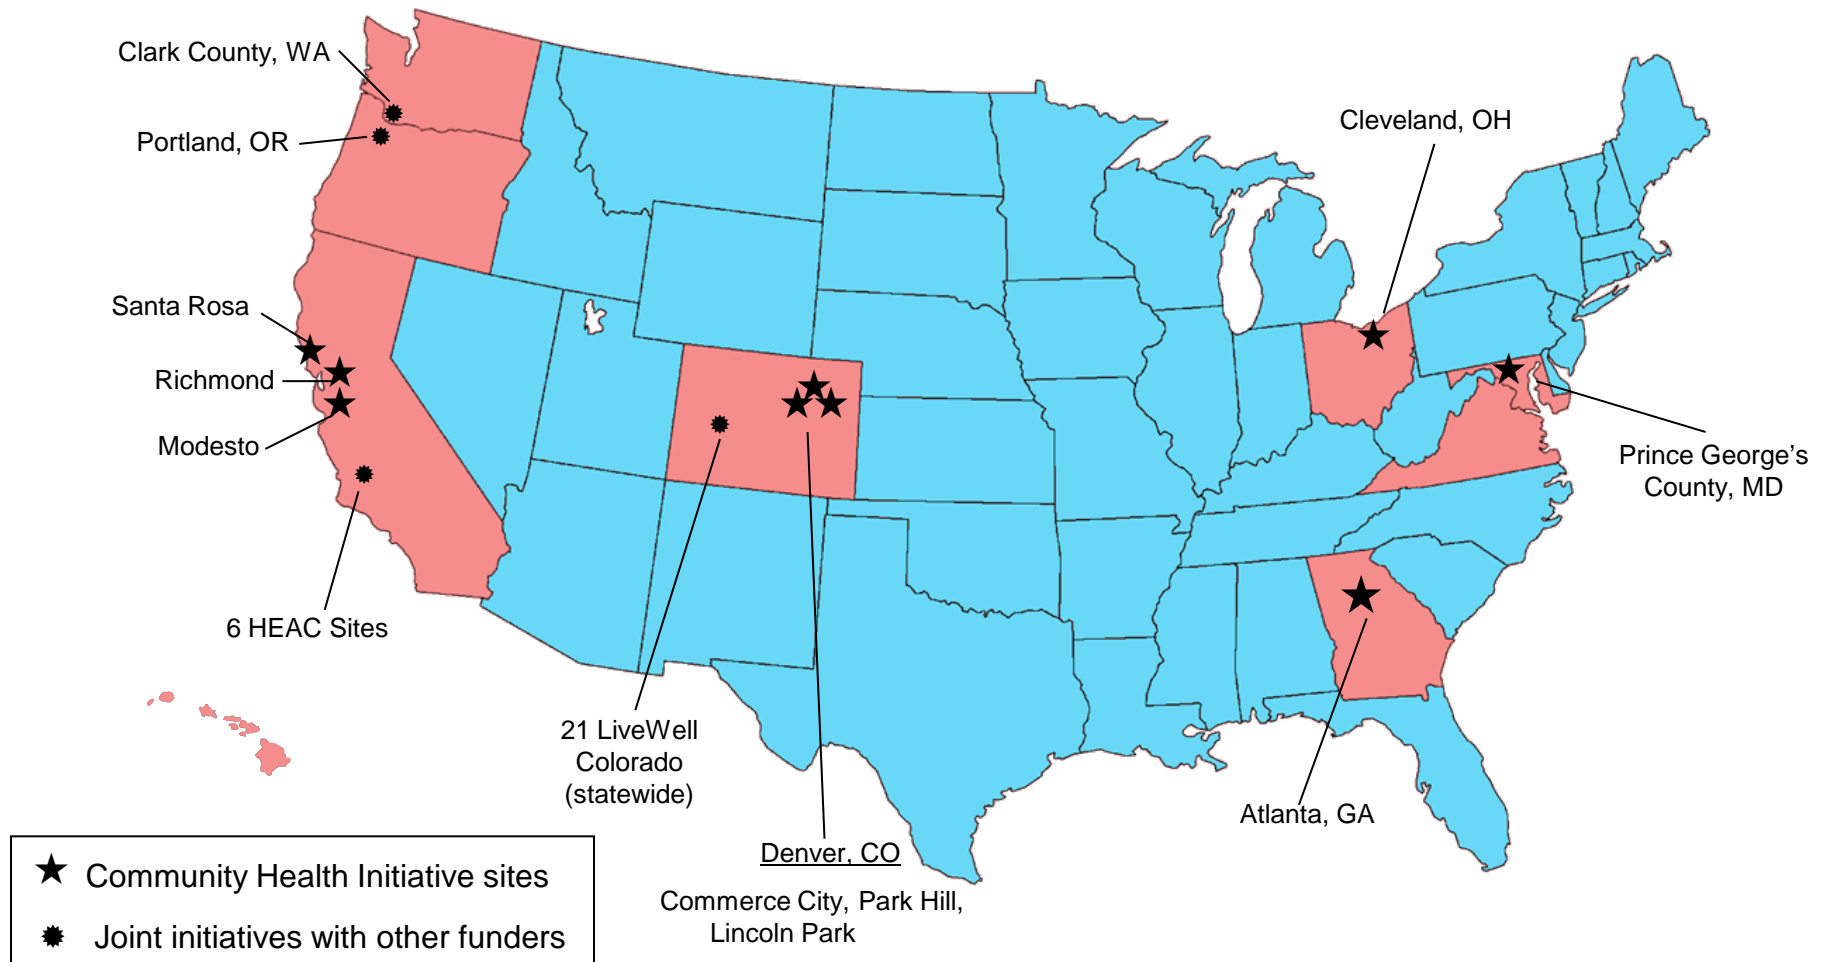 Clark County, WA
Portland, OR
Cleveland, OH
Santa Rosa
Richmond
Modesto
Prince George’s
County, MD
6 HEAC Sites
21 LiveWell
Colorado
(statewide)
Atlanta, GA
Denver, CO
Commerce City, Park Hill,
Lincoln Park
Community Health Initiative sites
Joint initiatives with other funders